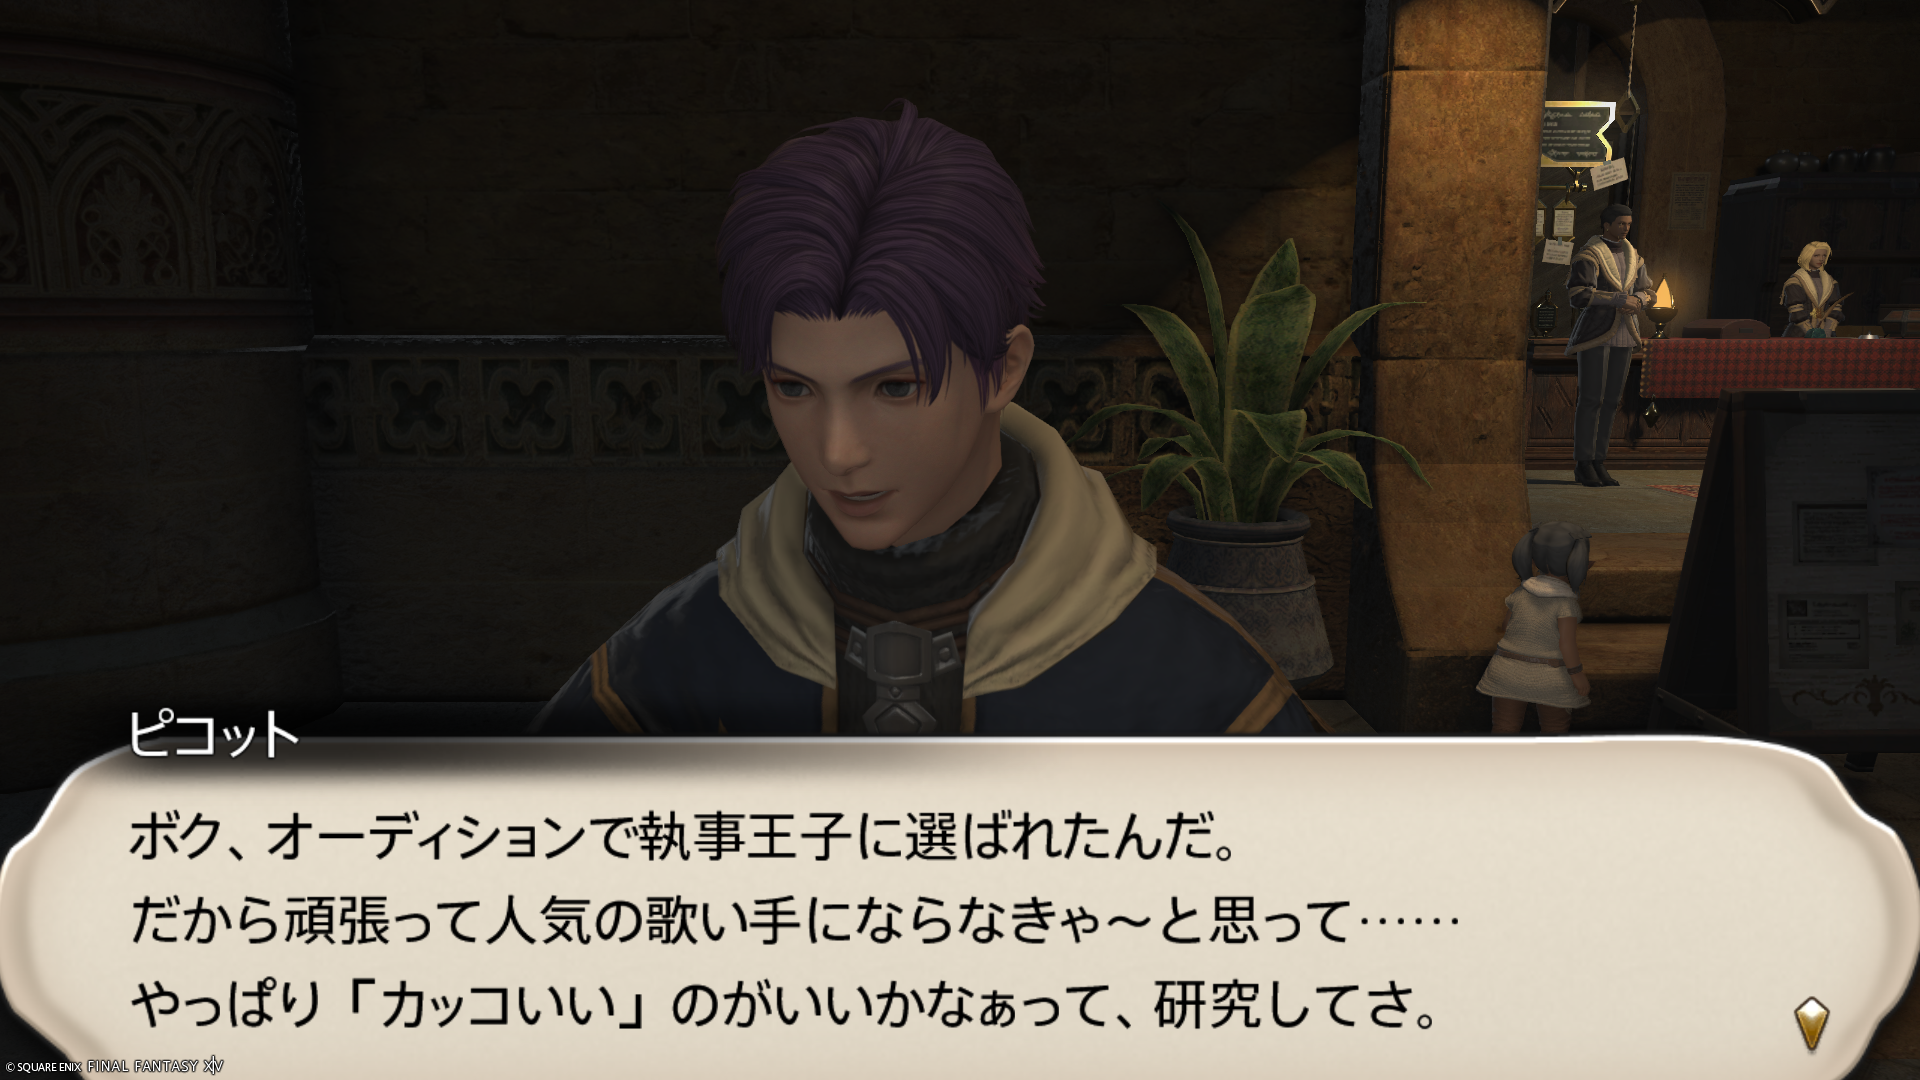 ピコット
ボク、オーディションで執事王子に選ばれたんだ。
だから頑張って人気の歌い手にならなきゃ～と思って……
やっぱり「カッコいい」のがいいかなぁって、研究してさ。
© SQUARE ENIX FINAL FANTASY XIV